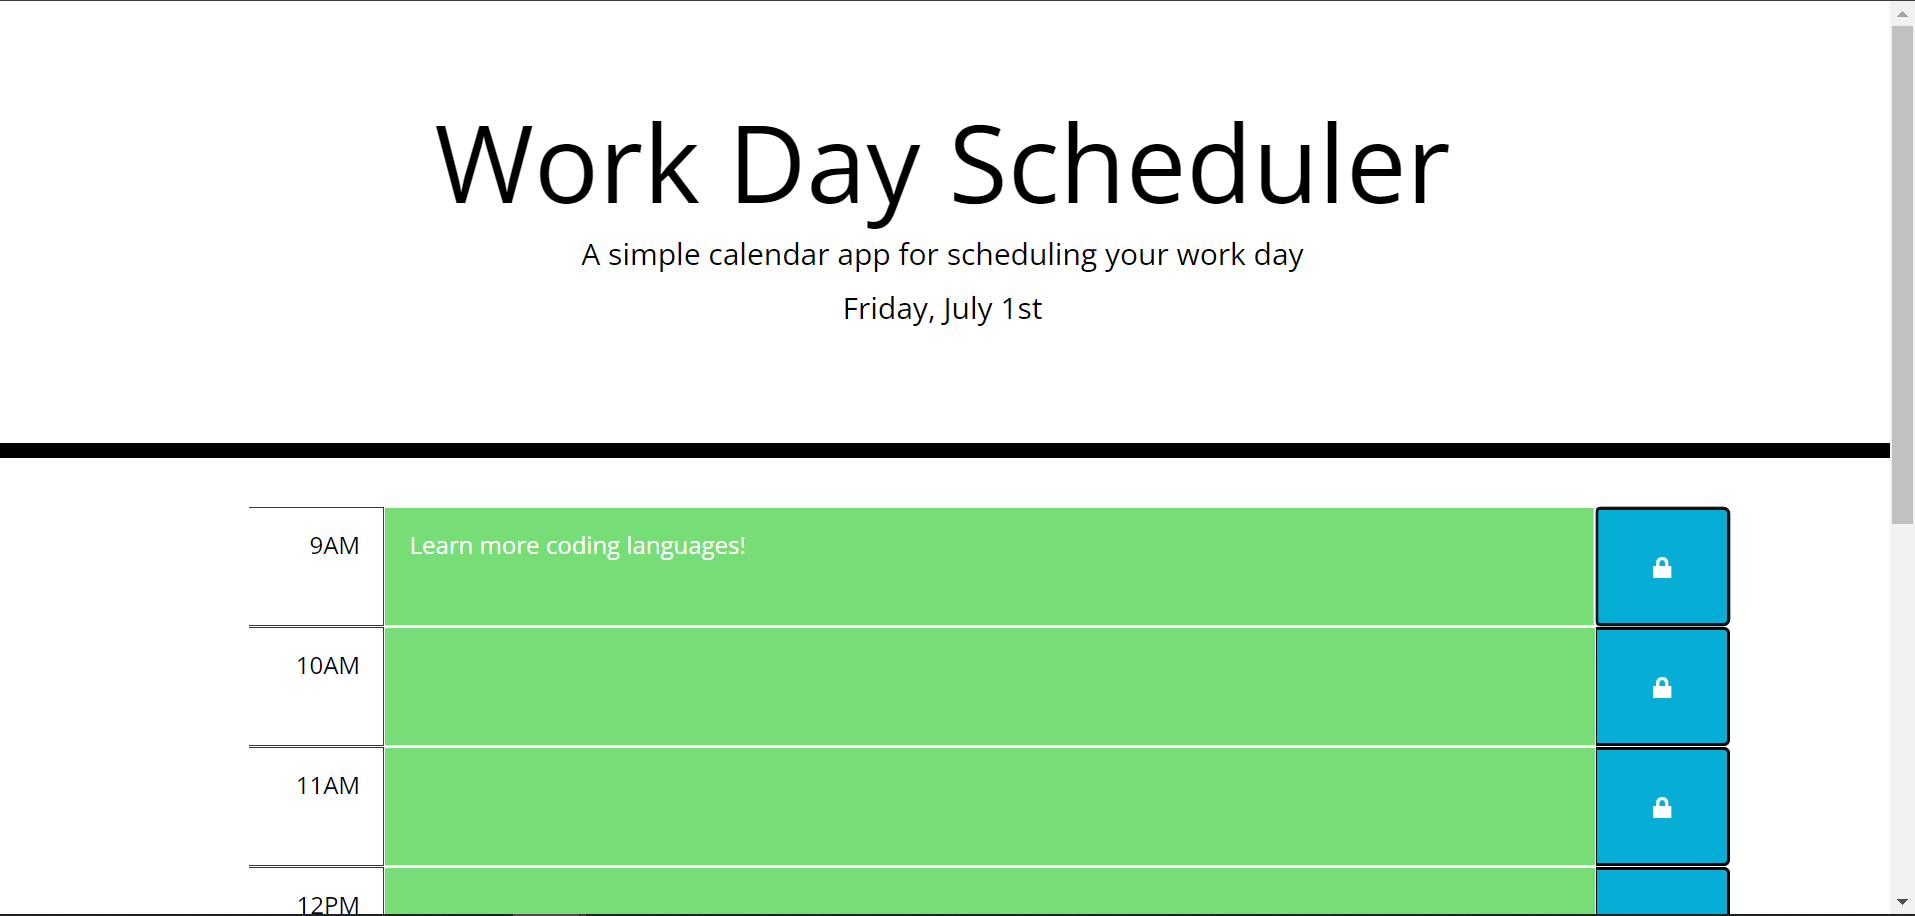 Work Day Scheduler
A simple calendar app for scheduling your work day
Friday, July 1st
9AM
Learn more coding languages!
10AM
11AM
12PM